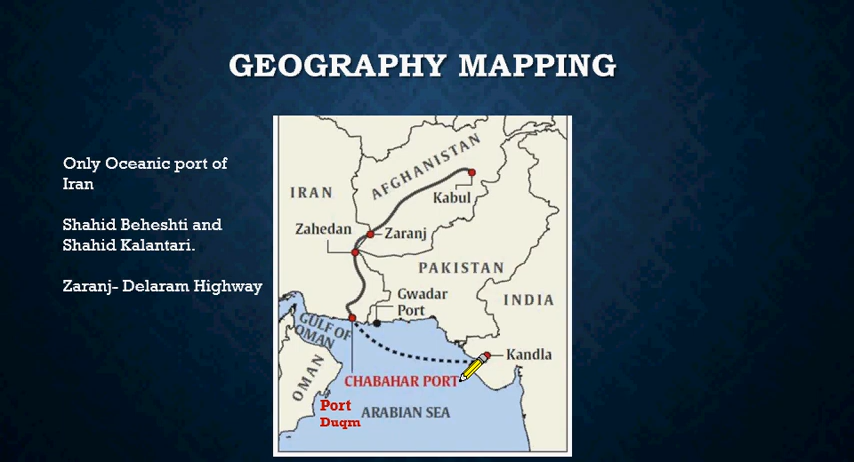 GEOGRAPHY MAPPING
Only Oceanic port of
Iran
Shahid Beheshti and
Shahid Kalantari.
Zaranj- Delaram Highway
AFGHANISTAN
IRAN
Kabul
Zahedan
Zaranj
PAKISTAN
Gwadar
Port
INDIA
GULF OF
OMAN
Kandla
OMAN
CHABAHAR PORT
Port
Duqm
ARABIAN SEA